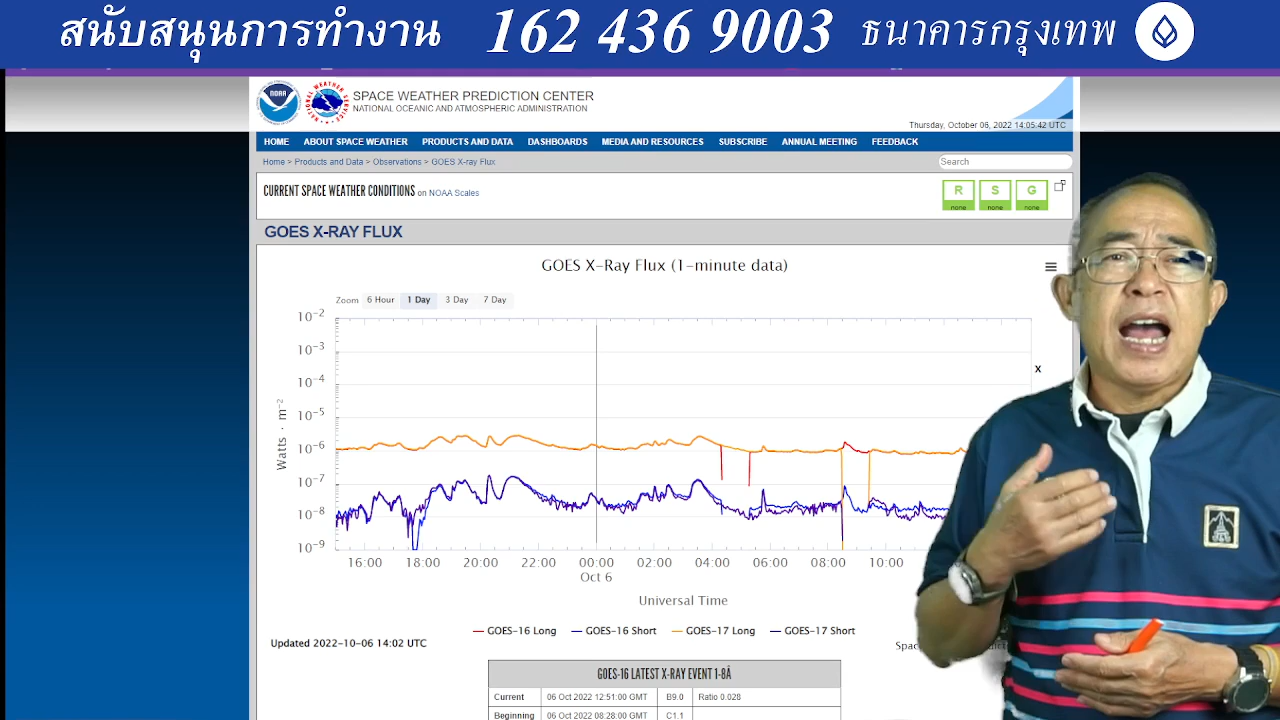 สนับสนุนการทำงาน 162 436 9003 ธนาคารกรุงเทพ
NOAA
SPACE WEATHER PREDICTION CENTER
NATIONAL OCEANIC AND ATMOSPHERIC ADMINISTRATION
Thursday, October 06, 2022 14:05:42 UTC
HOME ABOUT SPACE WEATHER PRODUCTS AND DATA DASHBOARDS MEDIA AND RESOURCES SUBSCRIBE ANNUAL MEETING FEEDBACK
Home > Products and Data > Observations > GOES X-ray Flux Search
CURRENT SPACE WEATHER CONDITIONS on NOAA Scales
R S G
none none none
GOES X-RAY FLUX
GOES X-Ray Flux (1-minute data)
Zoom 6 Hour 1 Day 3 Day 7 Day
10⁻²
10⁻³
10⁻⁴
10⁻⁵
10⁻⁶
10⁻⁷
10⁻⁸
10⁻⁹
Watts · m⁻²
X
16:00 18:00 20:00 22:00 00:00 02:00 04:00 06:00 08:00 10:00
Oct 6
Universal Time
GOES-16 Long GOES-16 Short GOES-17 Long GOES-17 Short
Updated 2022-10-06 14:02 UTC
GOES-16 LATEST X-RAY EVENT 1-8Å
Current 06 Oct 2022 12:51:00 GMT B9.0 Ratio 0.028
Beginning 06 Oct 2022 08:28:00 GMT C1.1